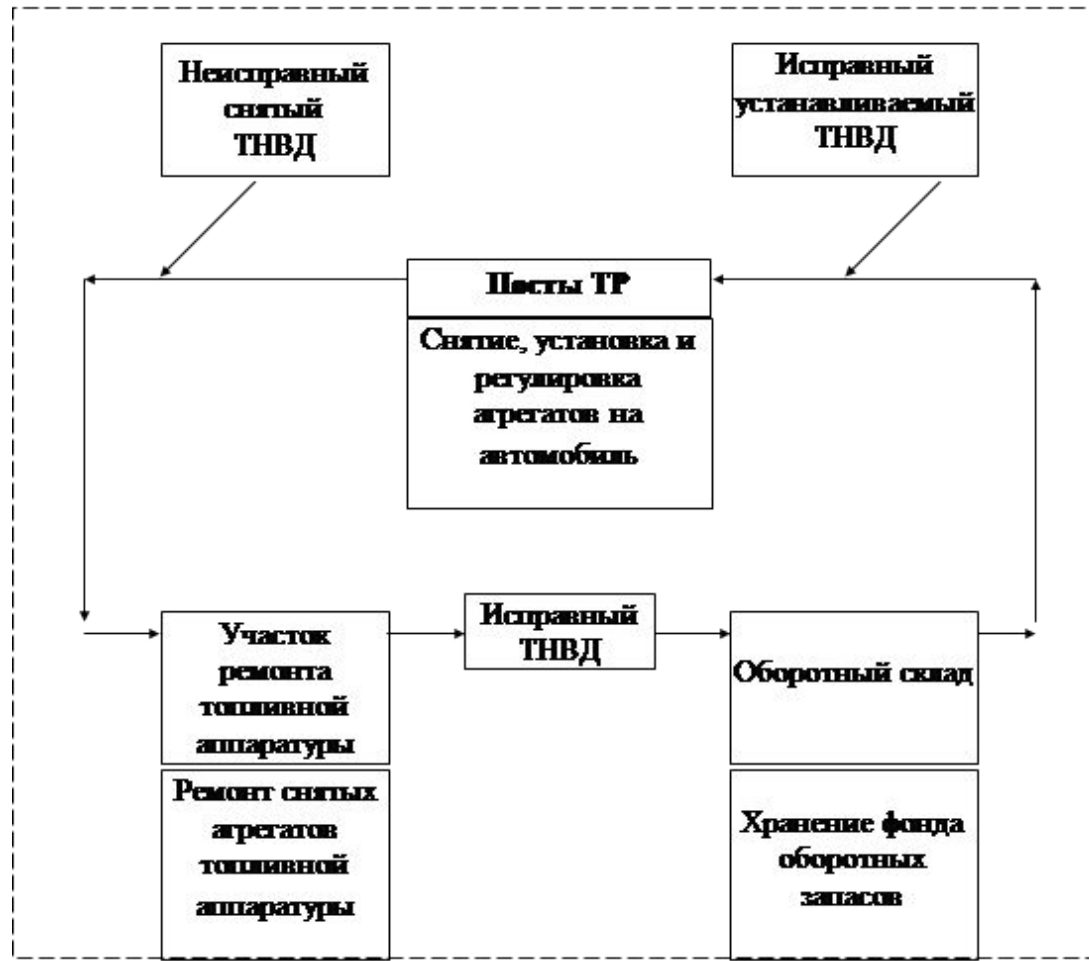 Неисправный
снятый
ТНВД
Исправный
устанавливаемый
ТНВД
Посты ТР
Снятие, установка и
регулировка
агрегатов на
автомобиль
Участок
ремонта
топливной
аппаратуры
Ремонт снятых
агрегатов
топливной
аппаратуры
Исправный
ТНВД
Оборотный склад
Хранение фонда
оборотных
запасов